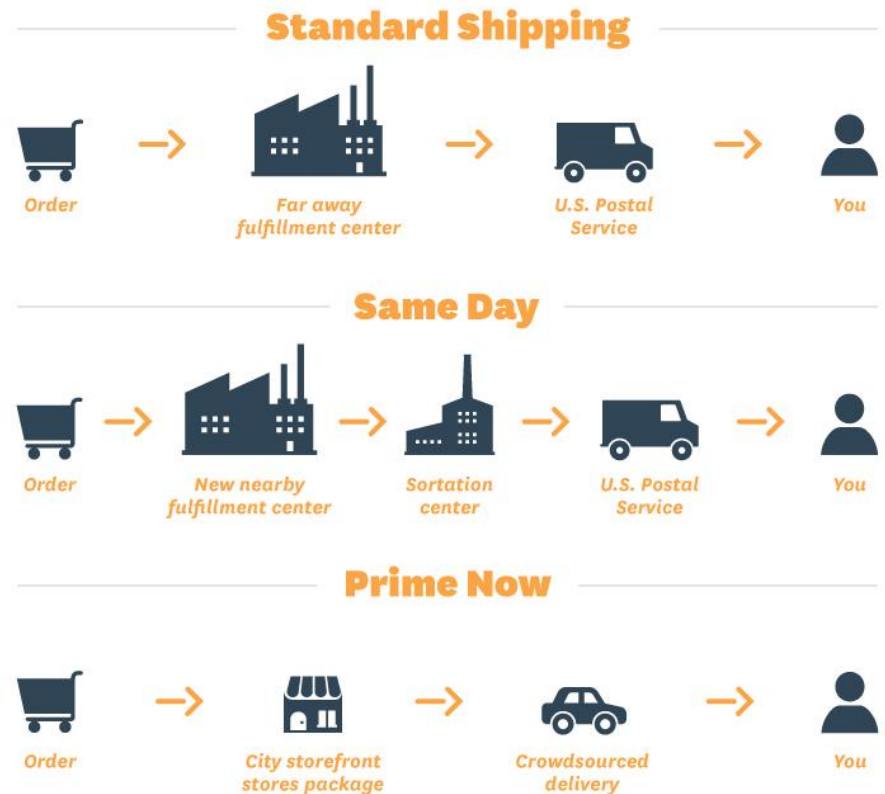 Standard Shipping
Order
Far away
fulfillment center
U.S. Postal
Service
You
Same Day
Order
New nearby
fulfillment center
Sortation
center
U.S. Postal
Service
You
Prime Now
Order
City storefront
stores package
Crowdsourced
delivery
You